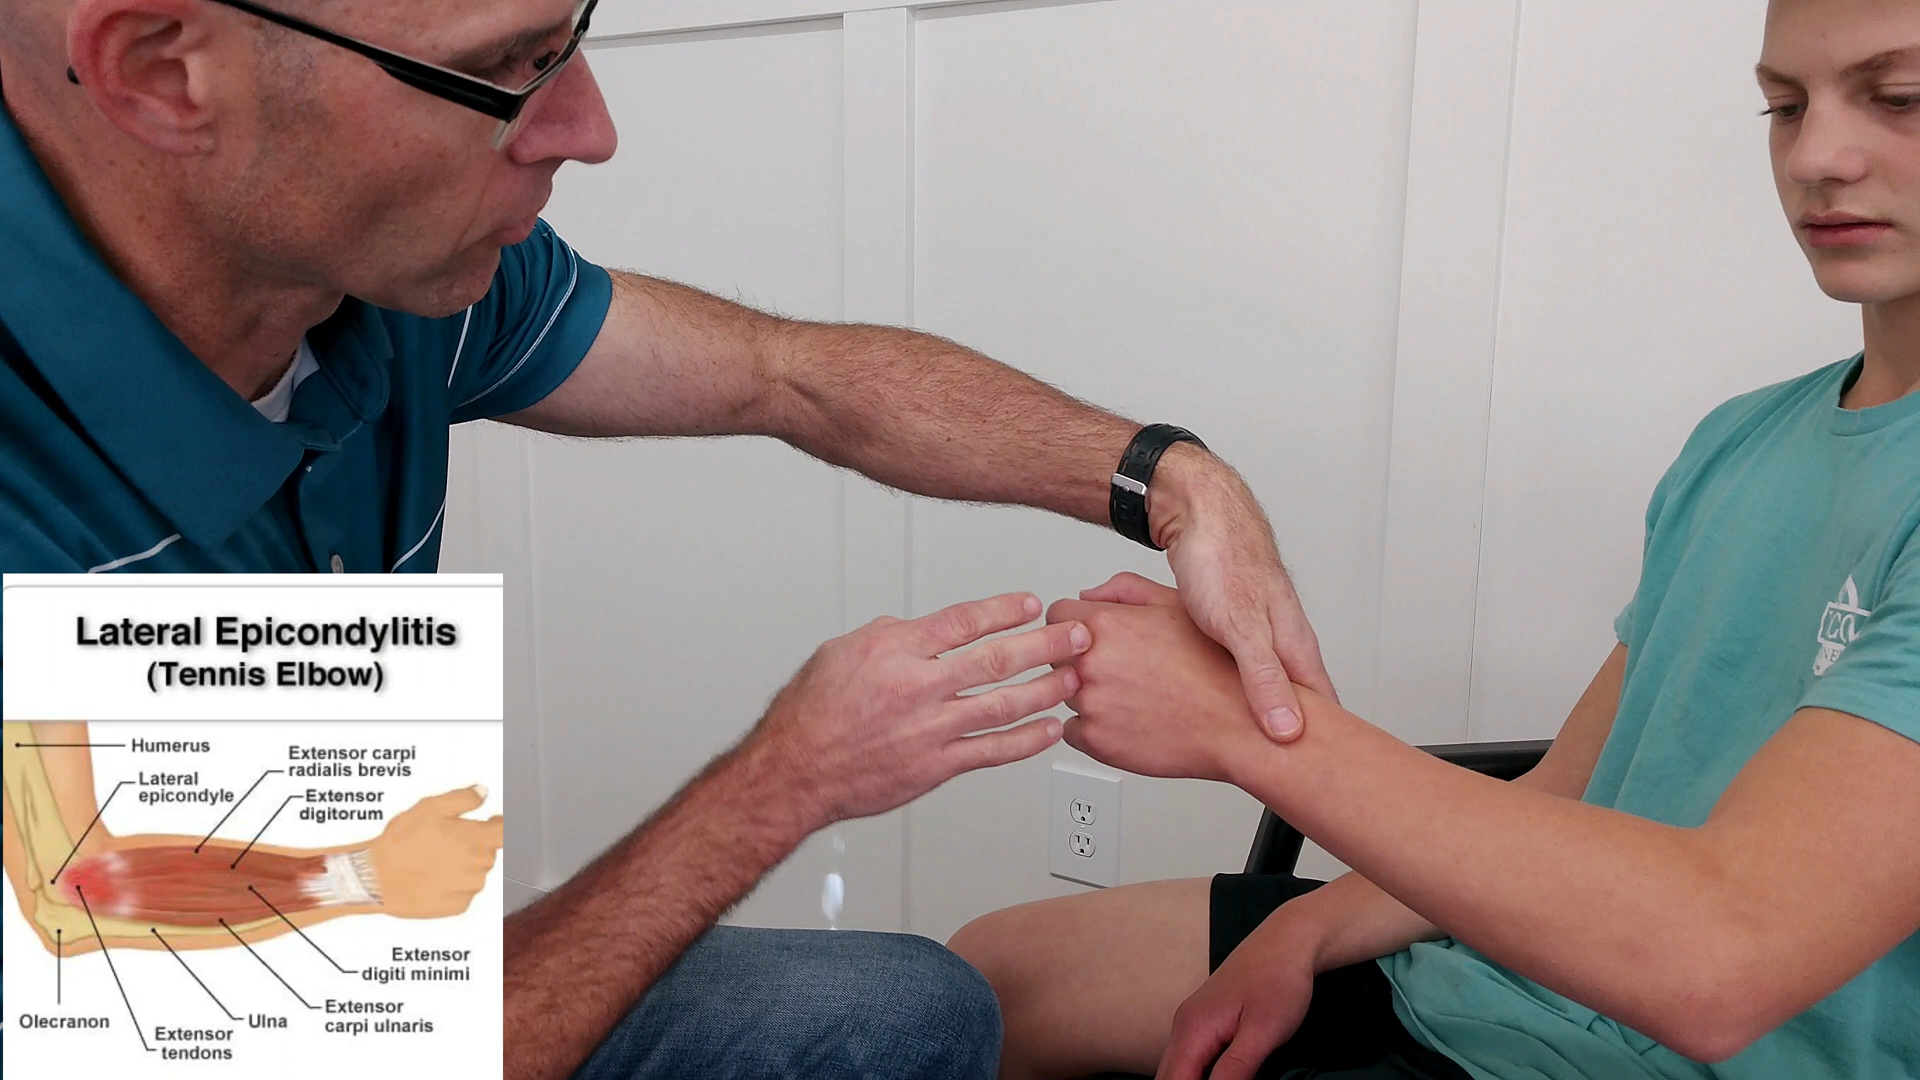 Lateral Epicondylitis
(Tennis Elbow)
Humerus
Lateral
epicondyle
Extensor carpi
radialis brevis
Extensor
digitorum
Extensor
digiti minimi
Extensor
carpi ulnaris
Ulna
Extensor
tendons
Olecranon